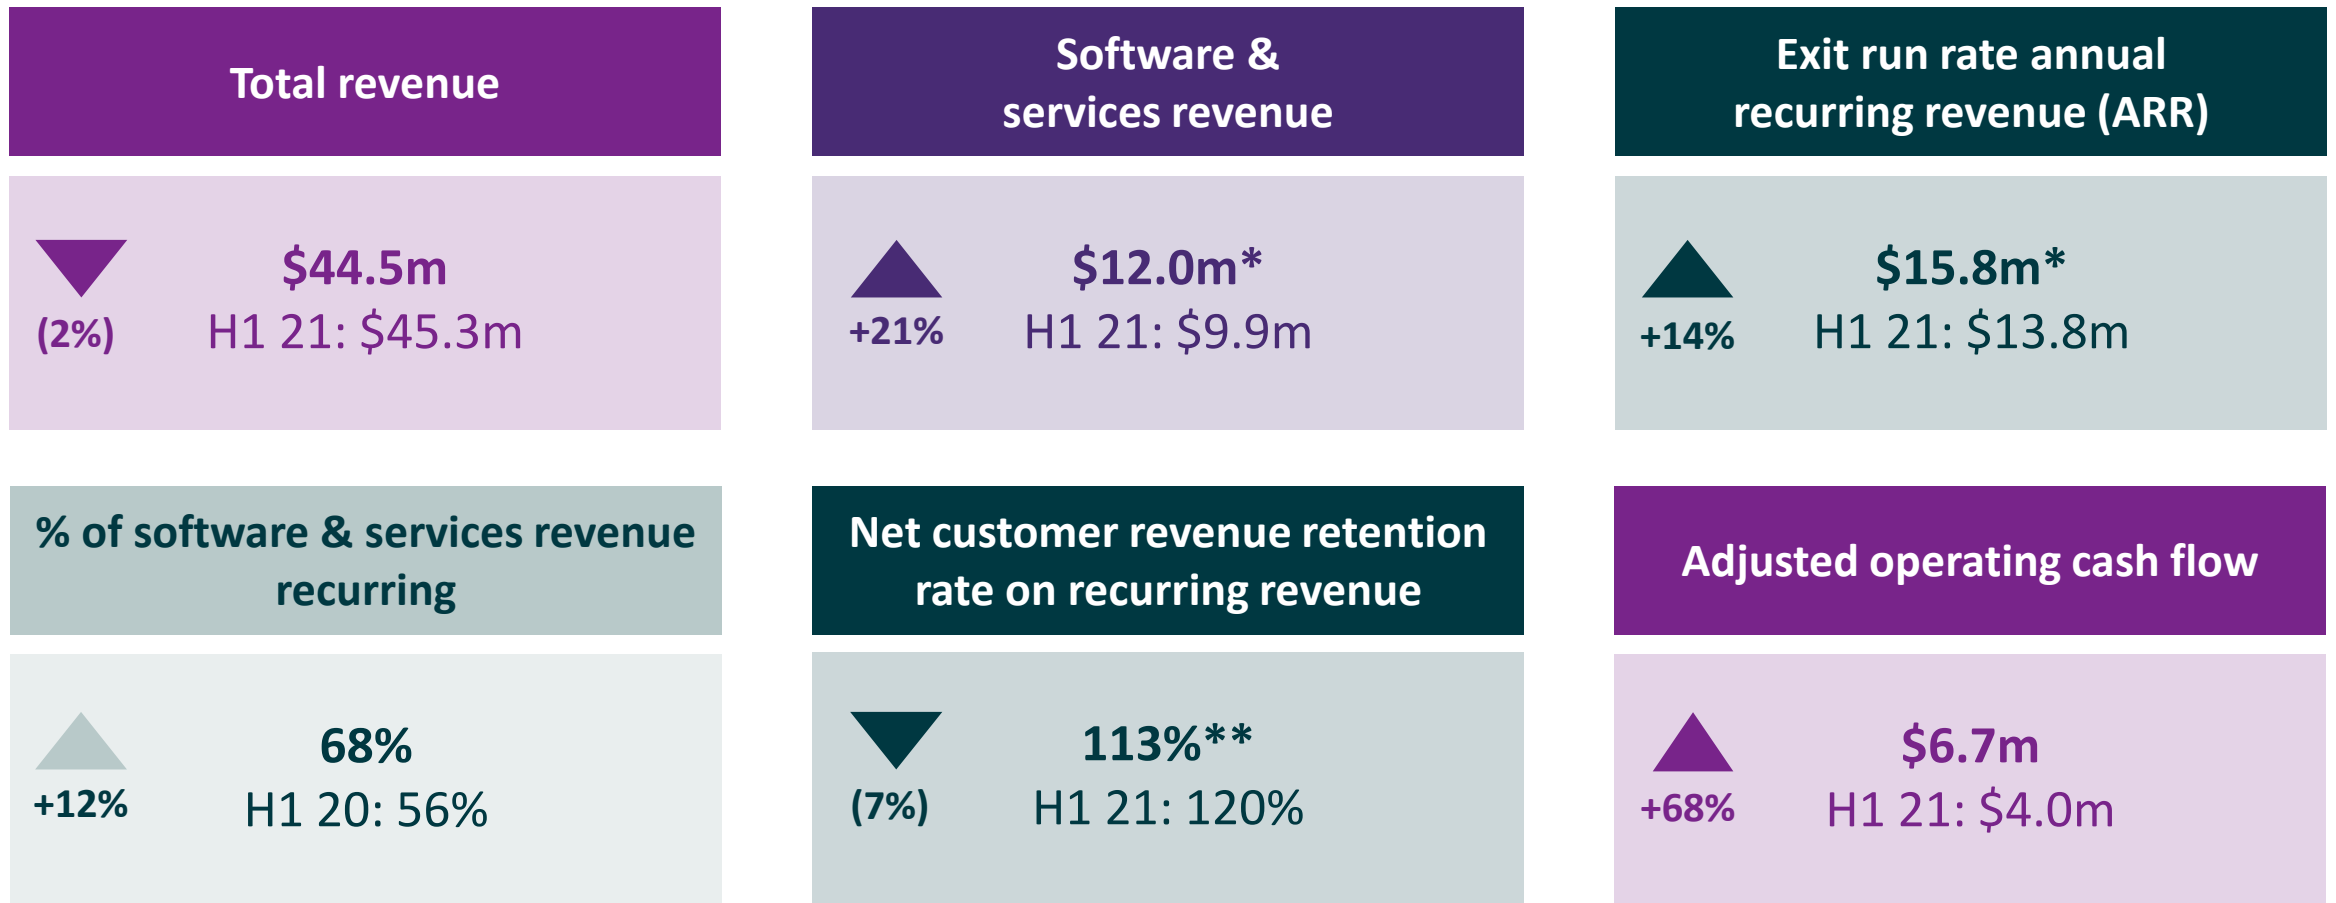 Total revenue
$44.5m
(2%)
H1 21: $45.3m
Software &
services revenue
$12.0m*
+21%
H1 21: $9.9m
Exit run rate annual
recurring revenue (ARR)
$15.8m*
+14%
H1 21: $13.8m
% of software & services revenue
recurring
68%
+12%
H1 20: 56%
Net customer revenue retention
rate on recurring revenue
113%**
(7%)
H1 21: 120%
Adjusted operating cash flow
$6.7m
+68%
H1 21: $4.0m